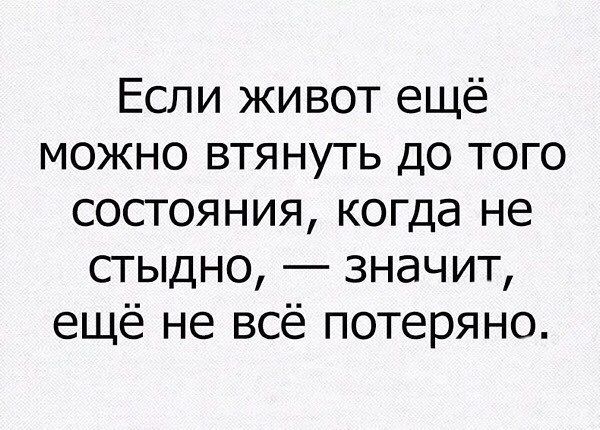 Если живот ещё
можно втянуть до того
состояния, когда не
стыдно, — значит,
ещё не всё потеряно.